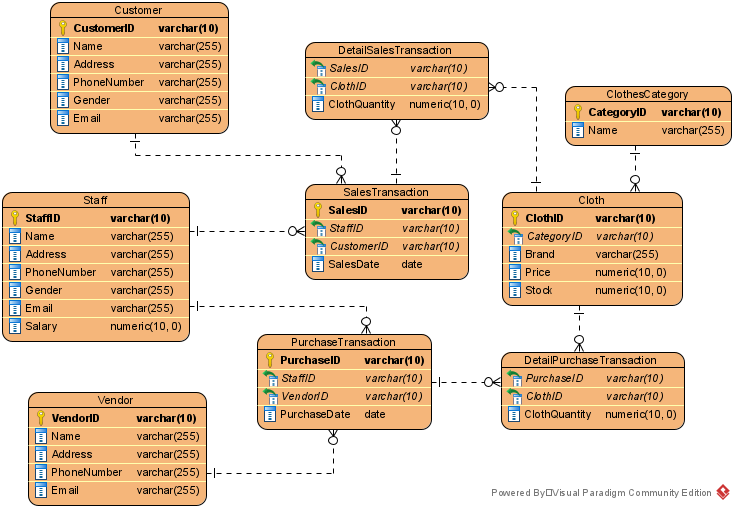 Customer
CustomerID varchar(10)
Name varchar(255)
Address varchar(255)
PhoneNumber varchar(255)
Gender varchar(255)
Email varchar(255)
DetailSalesTransaction
SalesID varchar(10)
ClothID varchar(10)
ClothQuantity numeric(10, 0)
ClothesCategory
CategoryID varchar(10)
Name varchar(255)
Staff
StaffID varchar(10)
Name varchar(255)
Address varchar(255)
PhoneNumber varchar(255)
Gender varchar(255)
Email varchar(255)
Salary numeric(10, 0)
SalesTransaction
SalesID varchar(10)
StaffID varchar(10)
CustomerID varchar(10)
SalesDate date
Cloth
ClothID varchar(10)
CategoryID varchar(10)
Brand varchar(255)
Price numeric(10, 0)
Stock numeric(10, 0)
PurchaseTransaction
PurchaseID varchar(10)
StaffID varchar(10)
VendorID varchar(10)
PurchaseDate date
DetailPurchaseTransaction
PurchaseID varchar(10)
ClothID varchar(10)
ClothQuantity numeric(10, 0)
Vendor
VendorID varchar(10)
Name varchar(255)
Address varchar(255)
PhoneNumber varchar(255)
Email varchar(255)
Powered By□Visual Paradigm Community Edition